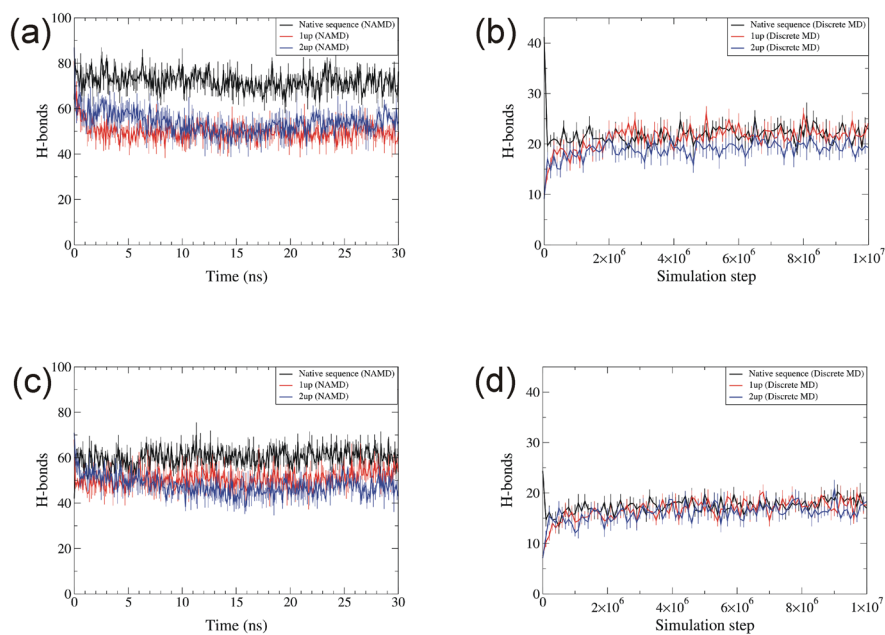 (a)
100
80
60
40
20
0
H-bonds
Native sequence (NAMD)
1up (NAMD)
2up (NAMD)
0 5 10 15 20 25 30
Time (ns)
(b)
40
30
20
10
0
H-bonds
Native sequence (Discrete MD)
1up (Discrete MD)
2up (Discrete MD)
0 2×10⁶ 4×10⁶ 6×10⁶ 8×10⁶ 1×10⁷
Simulation step
(c)
100
80
60
40
20
0
H-bonds
Native sequence (NAMD)
1up (NAMD)
2up (NAMD)
0 5 10 15 20 25 30
Time (ns)
(d)
40
30
20
10
0
H-bonds
Native sequence (Discrete MD)
1up (Discrete MD)
2up (Discrete MD)
0 2×10⁶ 4×10⁶ 6×10⁶ 8×10⁶ 1×10⁷
Simulation step